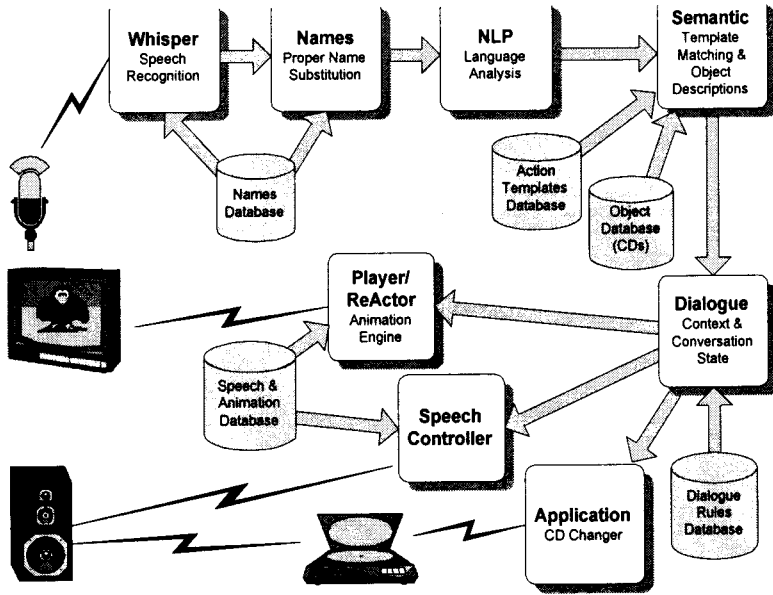 Whisper
Speech
Recognition
Names
Proper Name
Substitution
NLP
Language
Analysis
Semantic
Template
Matching &
Object
Descriptions
Names
Database
Action
Templates
Database
Object
Database
(CDs)
Player/
ReActor
Animation
Engine
Dialogue
Context &
Conversation
State
Speech &
Animation
Database
Speech
Controller
Application
CD Changer
Dialogue
Rules
Database